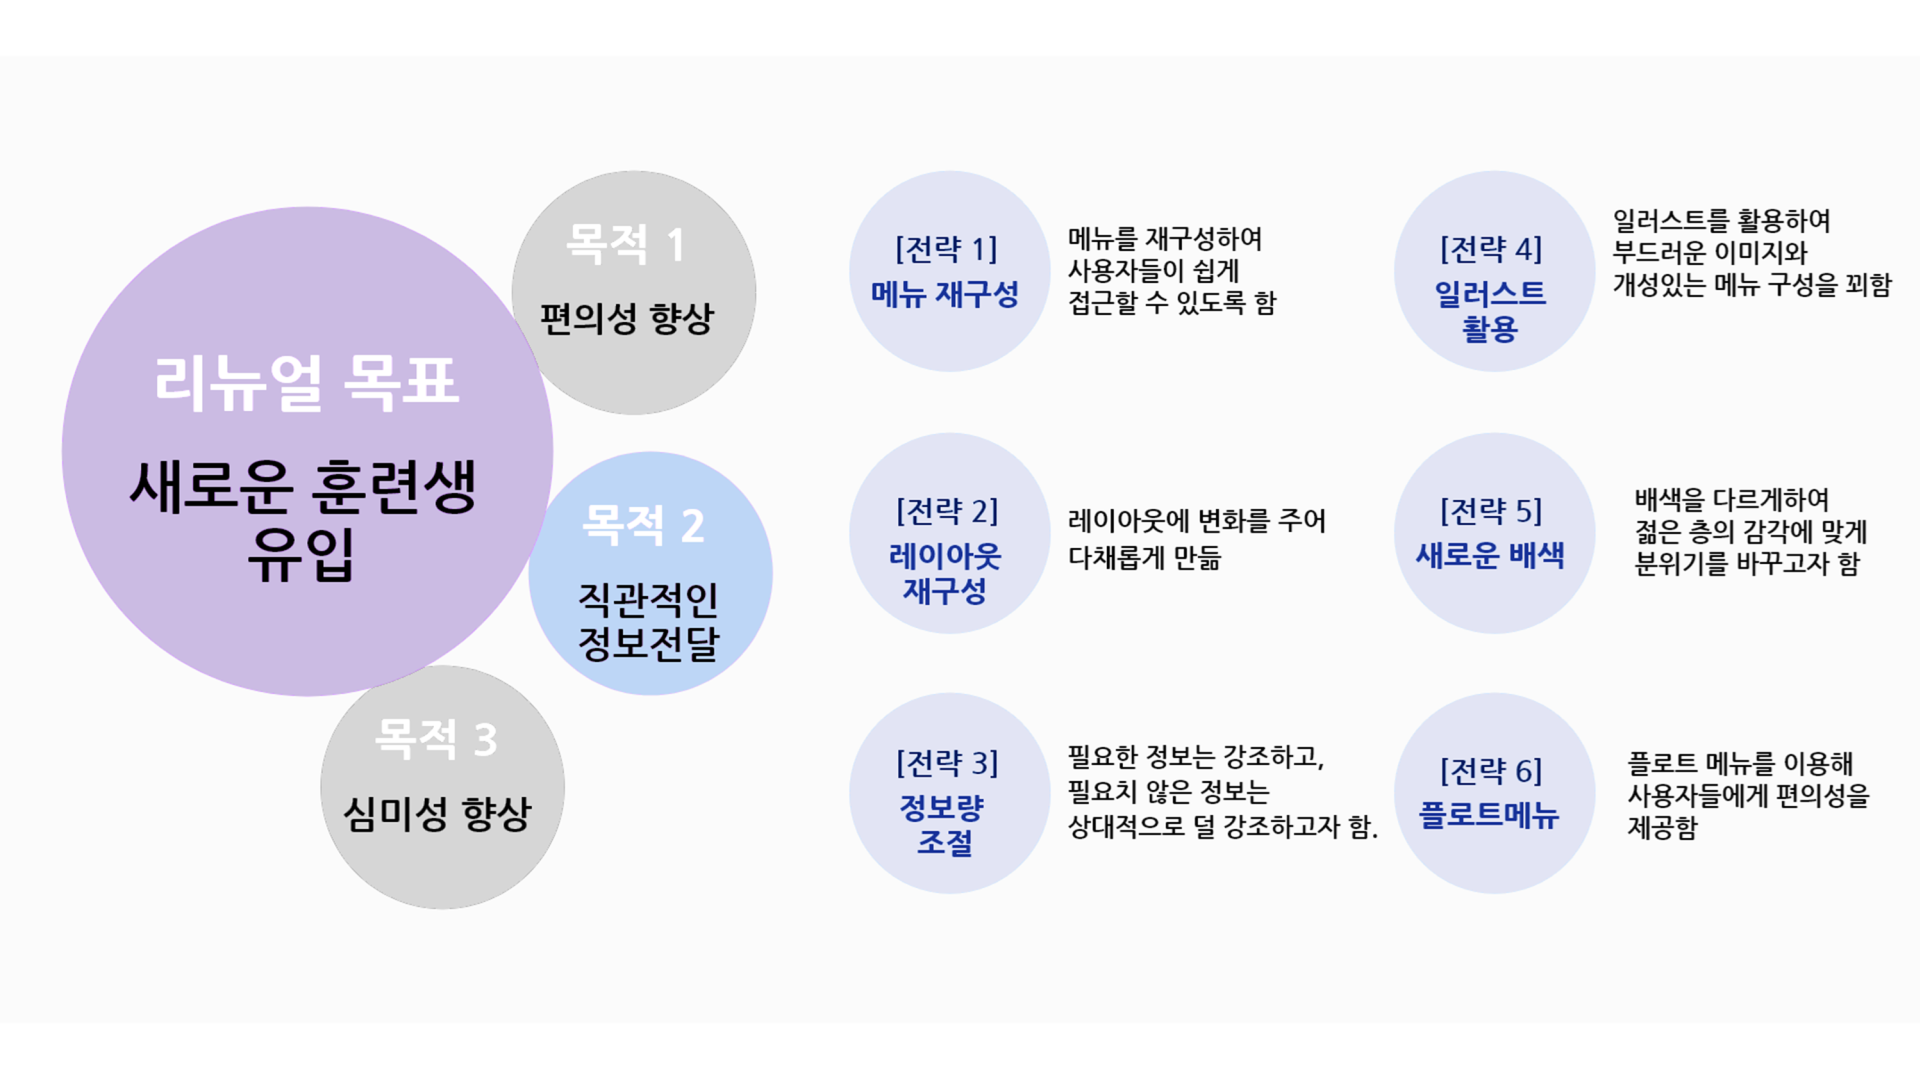 리뉴얼 목표
새로운 훈련생
유입
목적 1
편의성 향상
목적 2
직관적인
정보전달
목적 3
심미성 향상
[전략 1]
메뉴 재구성
메뉴를 재구성하여
사용자들이 쉽게
접근할 수 있도록 함
[전략 2]
레이아웃
재구성
레이아웃에 변화를 주어
다채롭게 만듦
[전략 3]
정보량
조절
필요한 정보는 강조하고,
필요치 않은 정보는
상대적으로 덜 강조하고자 함.
[전략 4]
일러스트
활용
일러스트를 활용하여
부드러운 이미지와
개성있는 메뉴 구성을 꾀함
[전략 5]
새로운 배색
배색을 다르게하여
젊은 층의 감각에 맞게
분위기를 바꾸고자 함
[전략 6]
플로트메뉴
플로트 메뉴를 이용해
사용자들에게 편의성을
제공함